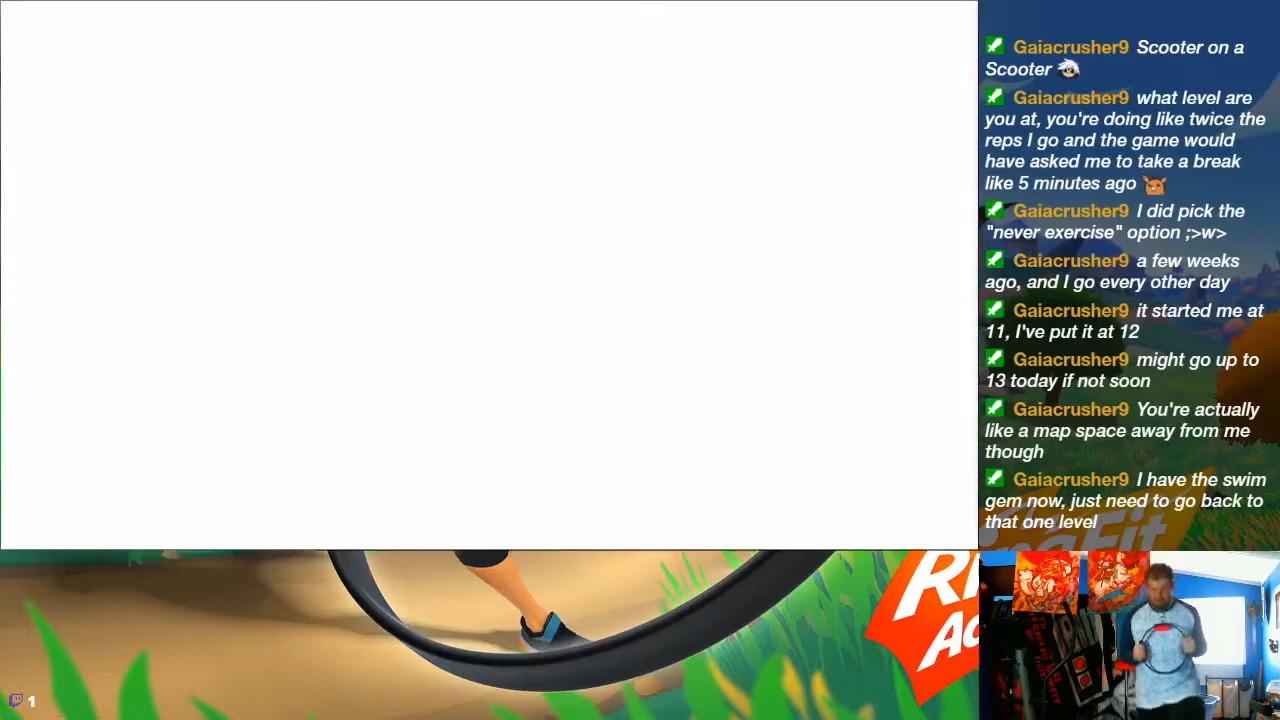 Gaiacrusher9 Scooter on a
Scooter
Gaiacrusher9 what level are
you at, you're doing like twice the
reps I go and the game would
have asked me to take a break
like 5 minutes ago
Gaiacrusher9 I did pick the
"never exercise" option ;>w>
Gaiacrusher9 a few weeks
ago, and I go every other day
Gaiacrusher9 it started me at
11, I've put it at 12
Gaiacrusher9 might go up to
13 today if not soon
Gaiacrusher9 You're actually
like a map space away from me
though
Gaiacrusher9 I have the swim
gem now, just need to go back to
that one level
1